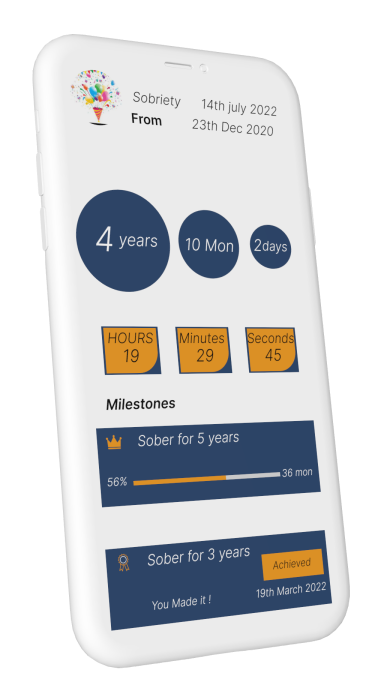 Sobriety 14th july 2022
From 23th Dec 2020
4 years 10 Mon 2days
HOURS Minutes Seconds
19 29 45
Milestones
Sober for 5 years
56% 36 mon
Sober for 3 years
Achieved
19th March 2022
You Made it !